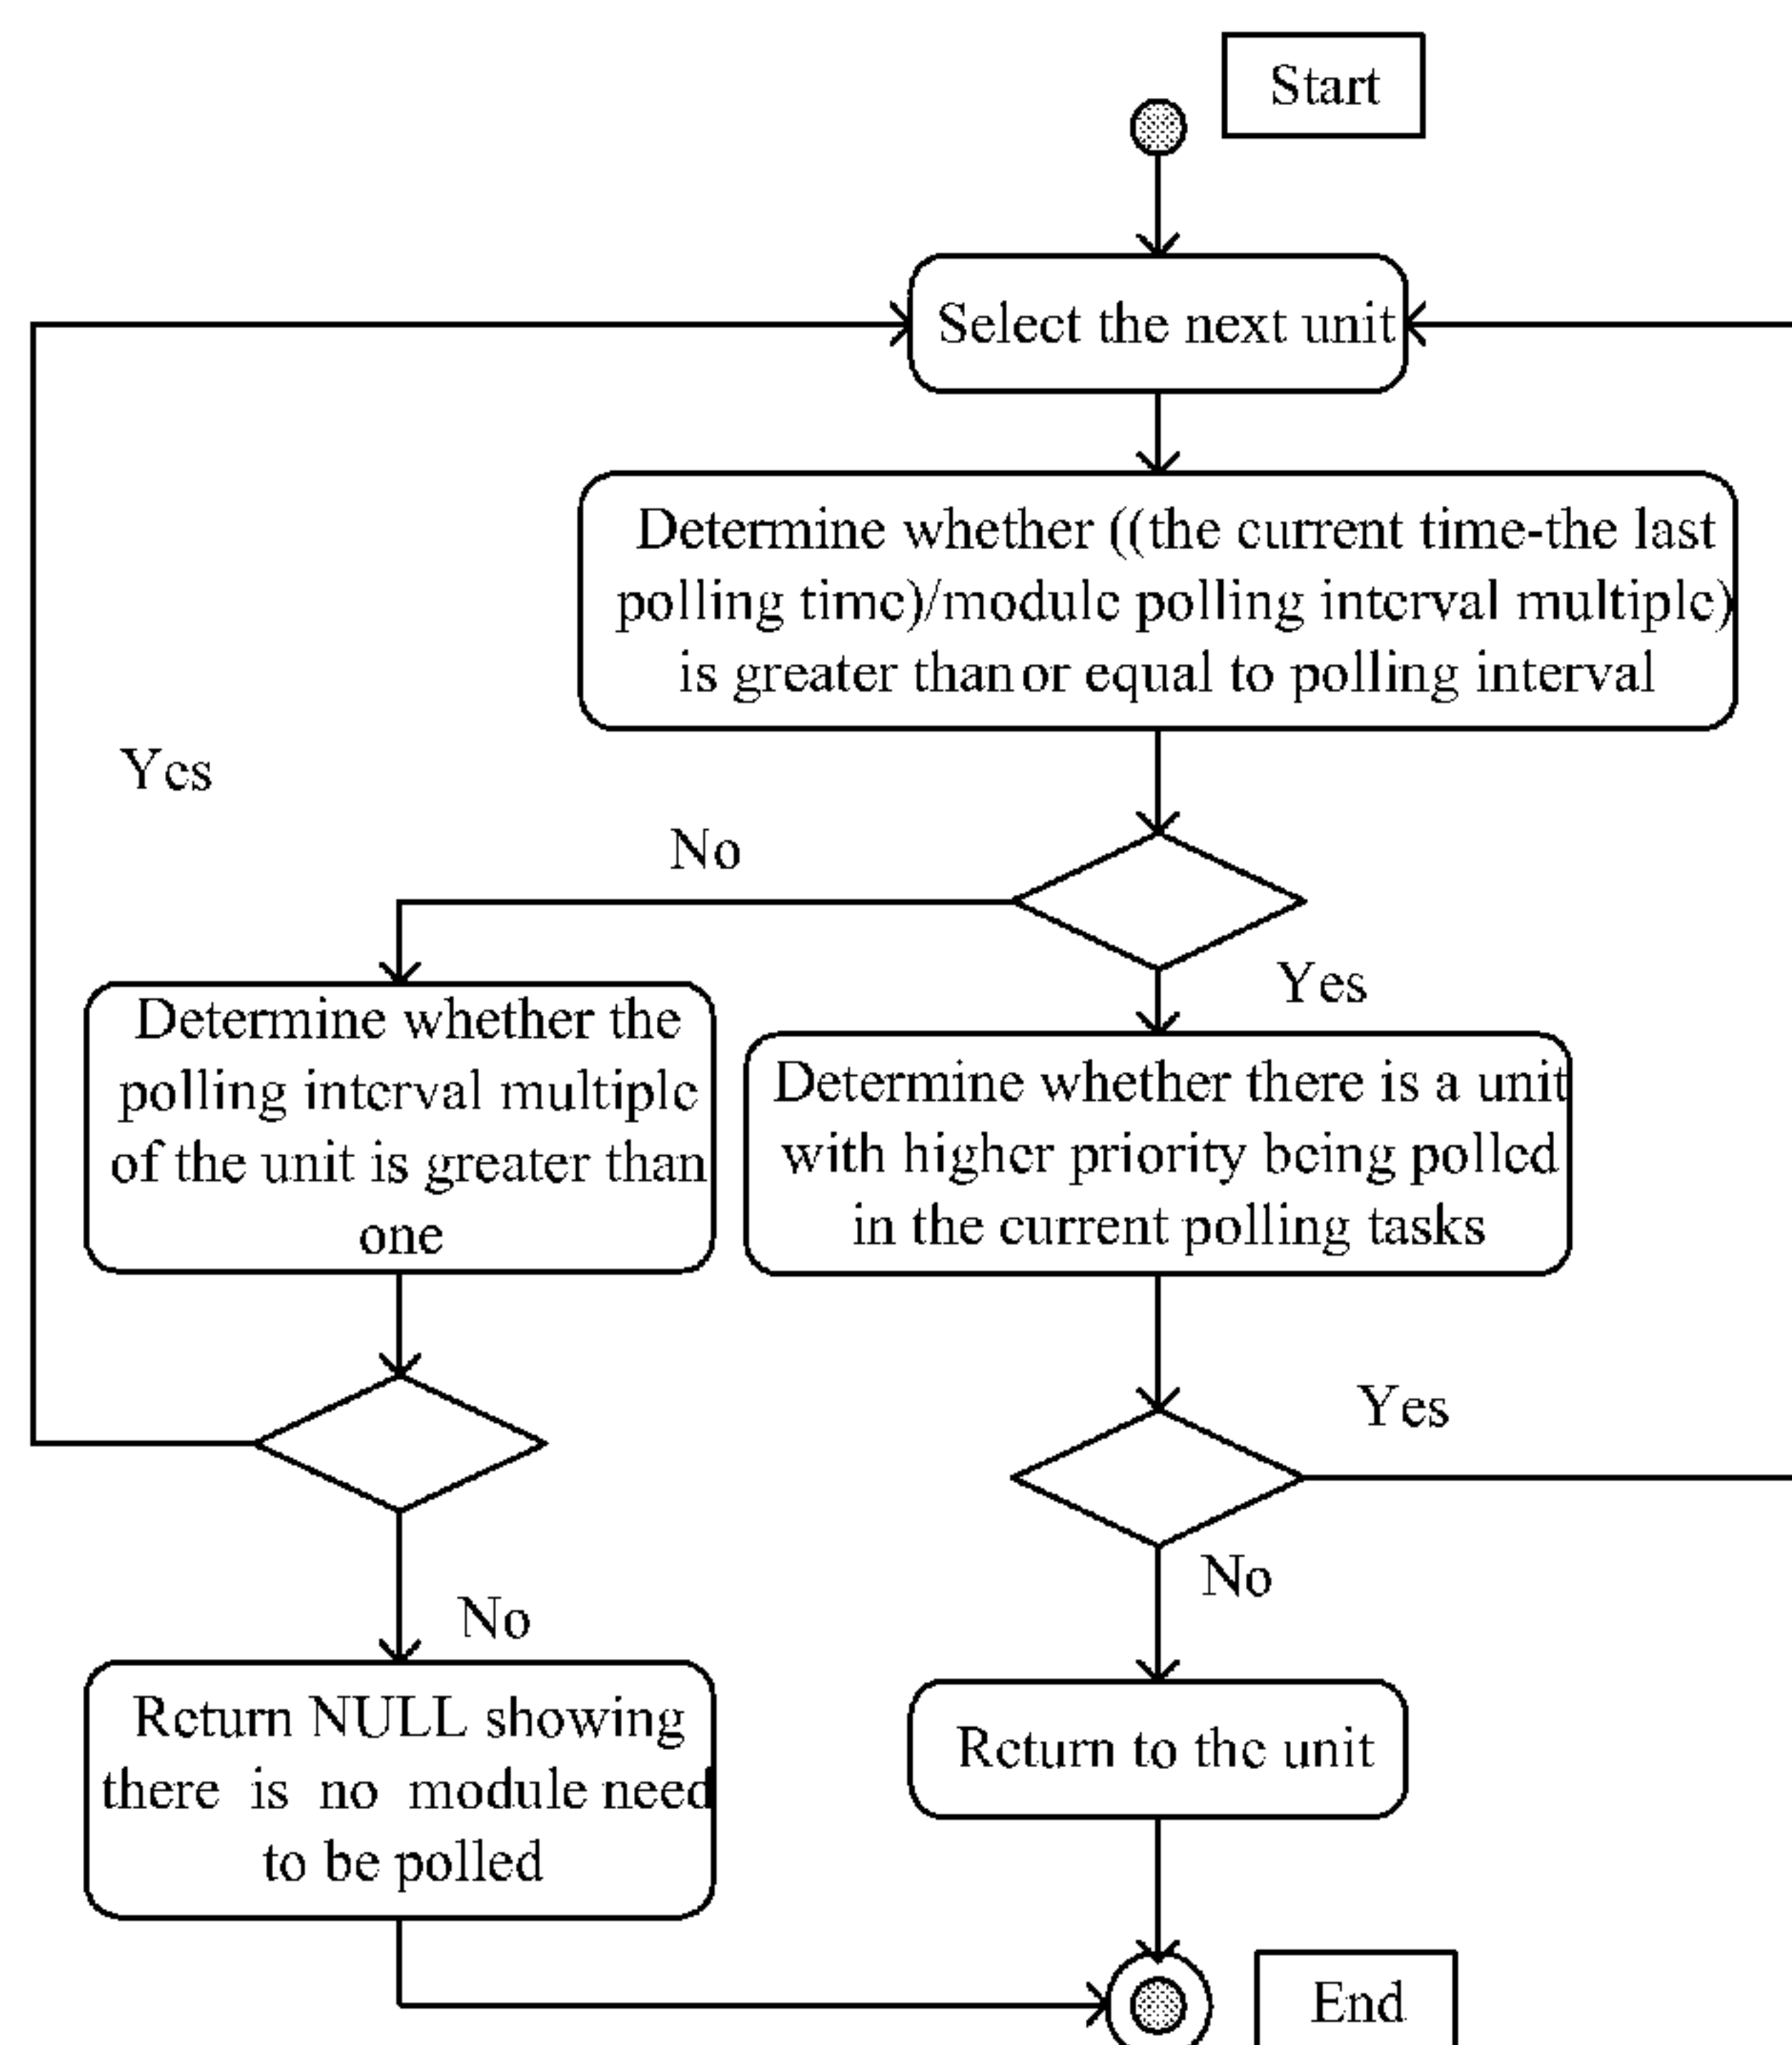 Start
Select the next unit
Determine whether ((the current time-the last
polling time)/module polling interval multiple)
is greater than or equal to polling interval
Yes
No
Yes
Determine whether the
polling interval multiple
of the unit is greater than
one
Determine whether there is a unit
with higher priority being polled
in the current polling tasks
Yes
No
No
Return NULL showing
there is no module need
to be polled
Return to the unit
End